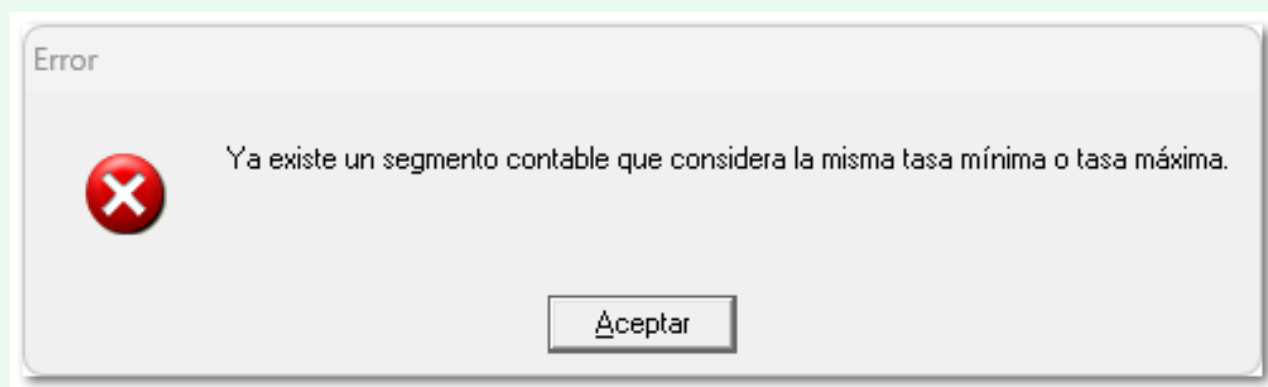 Error
Ya existe un segmento contable que considera la misma tasa mínima o tasa máxima.
Aceptar